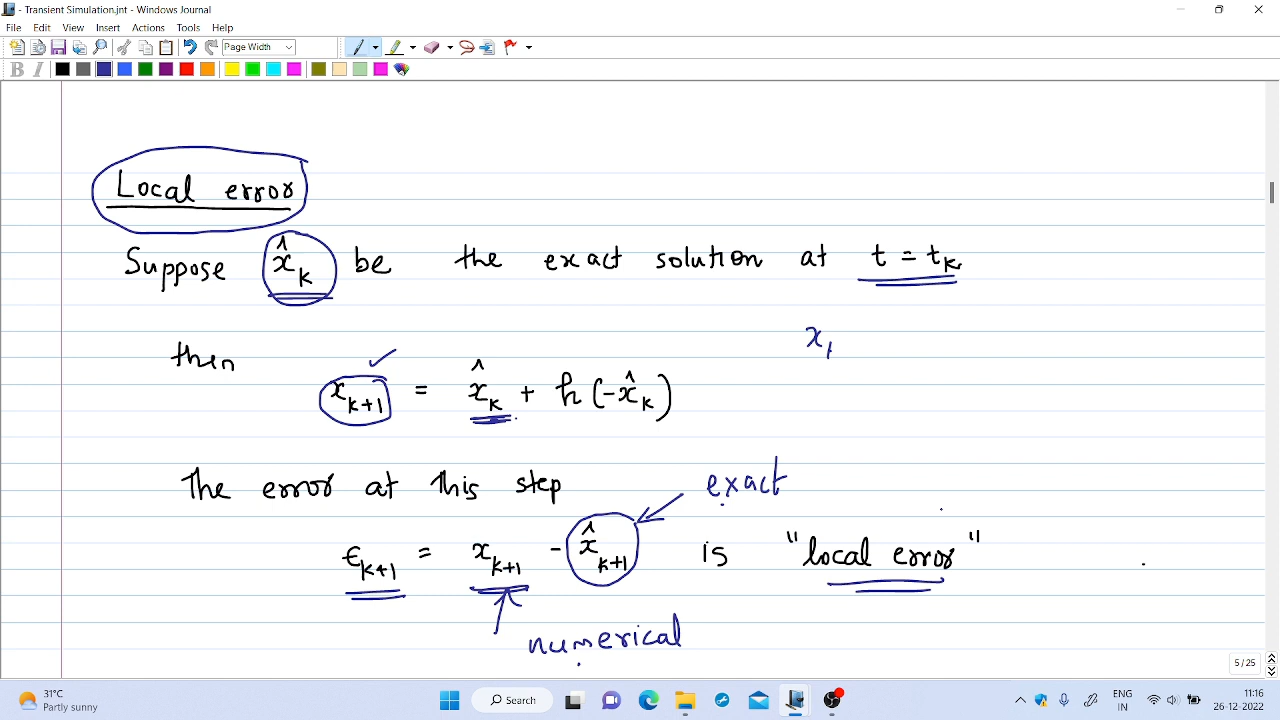 Transient Simulation.jnt - Windows Journal
File Edit View Insert Actions Tools Help
Page Width
B I
Local error
Suppose x̂ₖ be the exact solution at t = tₖ,
x₁
then
xₖ₊₁ = x̂ₖ + h(-x̂ₖ)
The error at this step exact
ϵₖ₊₁ = xₖ₊₁ - x̂ₖ₊₁ is "local error"
numerical
5 / 25
31°C
Partly sunny
Search
ENG
IN
11:16
26-12-2022